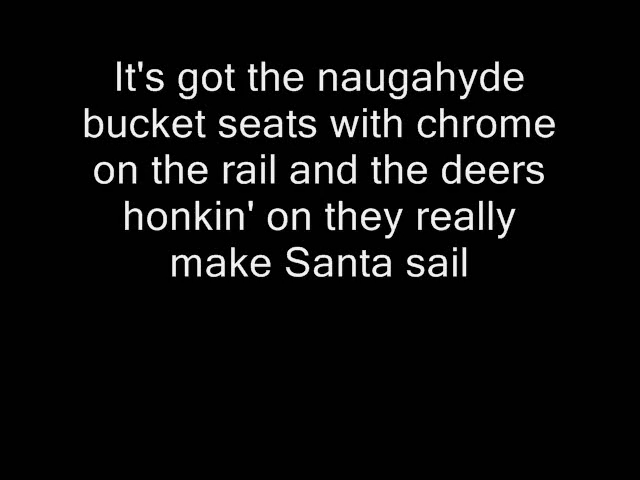 It's got the naugahyde
bucket seats with chrome
on the rail and the deers
honkin' on they really
make Santa sail